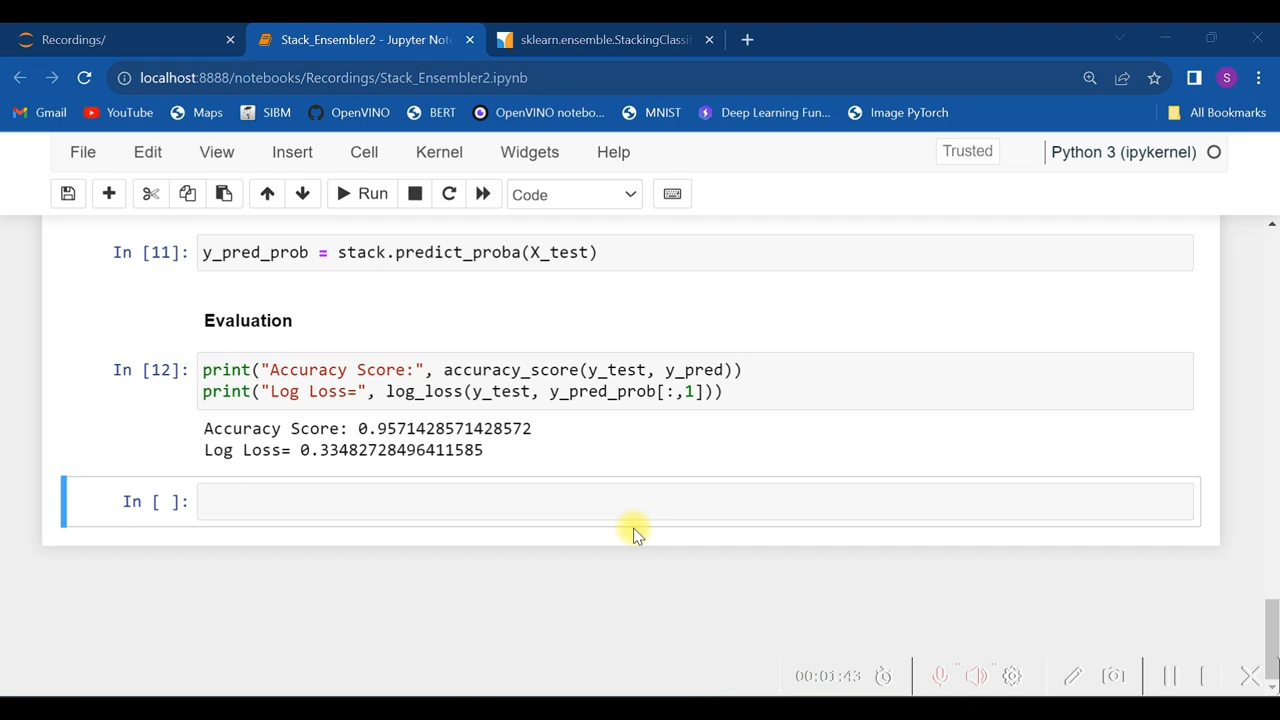 Recordings/
Stack_Ensembler2 - Jupyter Not
sklearn.ensemble.StackingClassif
localhost:8888/notebooks/Recordings/Stack_Ensembler2.ipynb
S
Gmail YouTube Maps SIBM OpenVINO BERT OpenVINO notebo... MNIST Deep Learning Fun... Image PyTorch All Bookmarks
File Edit View Insert Cell Kernel Widgets Help Trusted Python 3 (ipykernel)
Run Code
In [11]: y_pred_prob = stack.predict_proba(X_test)
Evaluation
In [12]: print("Accuracy Score:", accuracy_score(y_test, y_pred))
print("Log Loss=", log_loss(y_test, y_pred_prob[:,1]))
Accuracy Score: 0.9571428571428572
Log Loss= 0.33482728496411585
In [ ]:
00:01:43